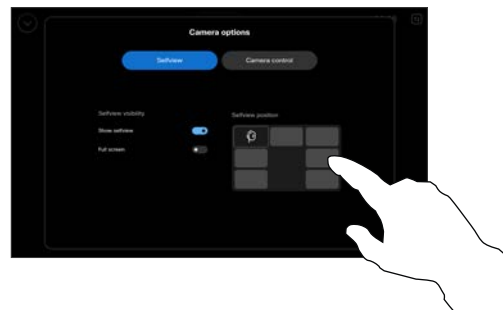 Camera options
Selfview
Camera control
Selfview visibility
Selfview position
Show selfview
Full screen